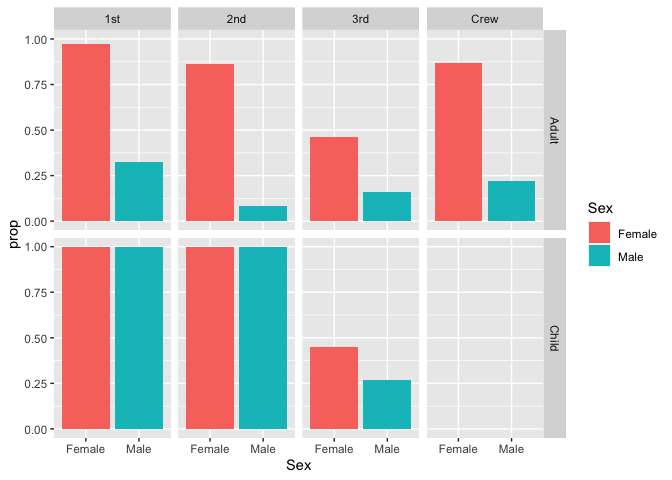 1st 2nd 3rd Crew
1.00
0.75
0.50
0.25
0.00
Adult
prop
1.00
0.75
0.50
0.25
0.00
Child
Female Male Female Male Female Male Female Male
Sex
Sex
Female
Male